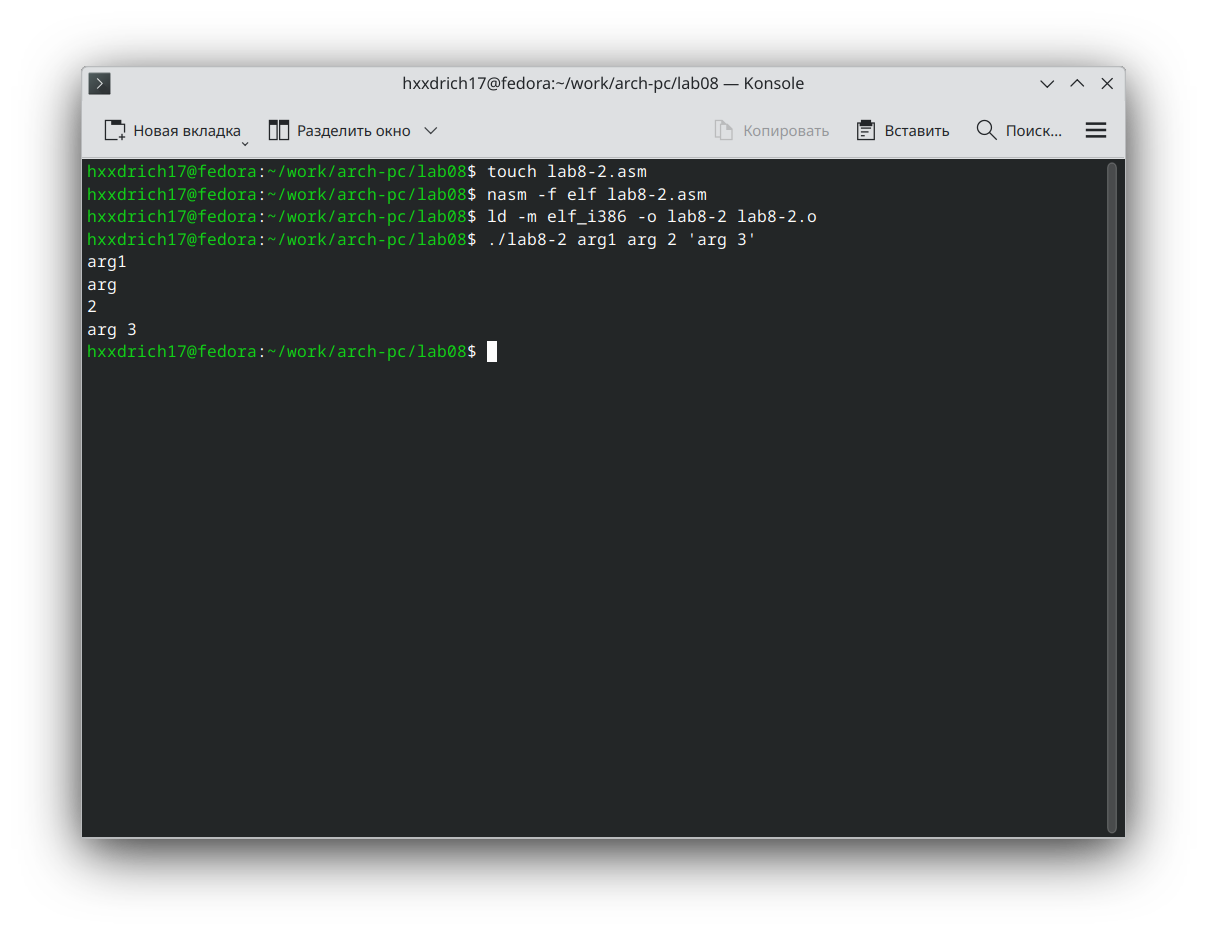 hxxdrich17@fedora:~/work/arch-pc/lab08 — Konsole
Новая вкладка Разделить окно Копировать Вставить Поиск...
hxxdrich17@fedora:~/work/arch-pc/lab08$ touch lab8-2.asm
hxxdrich17@fedora:~/work/arch-pc/lab08$ nasm -f elf lab8-2.asm
hxxdrich17@fedora:~/work/arch-pc/lab08$ ld -m elf_i386 -o lab8-2 lab8-2.o
hxxdrich17@fedora:~/work/arch-pc/lab08$ ./lab8-2 arg1 arg 2 'arg 3'
arg1
arg
2
arg 3
hxxdrich17@fedora:~/work/arch-pc/lab08$